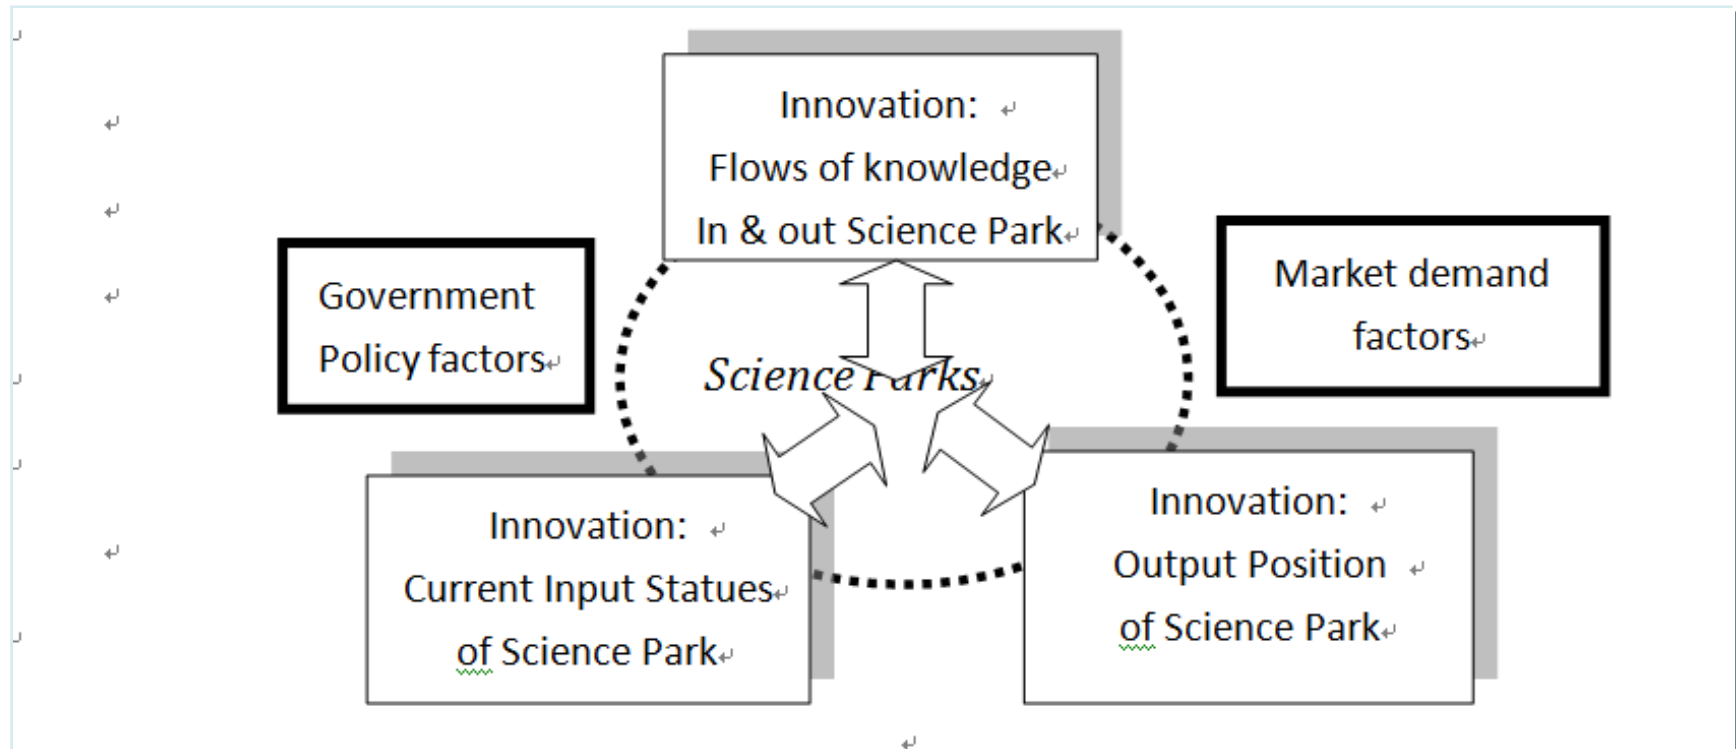 Innovation:
Flows of knowledge
In & out Science Park
Government
Policy factors
Market demand
factors
Science Parks
Innovation:
Current Input Statues
of Science Park
Innovation:
Output Position
of Science Park